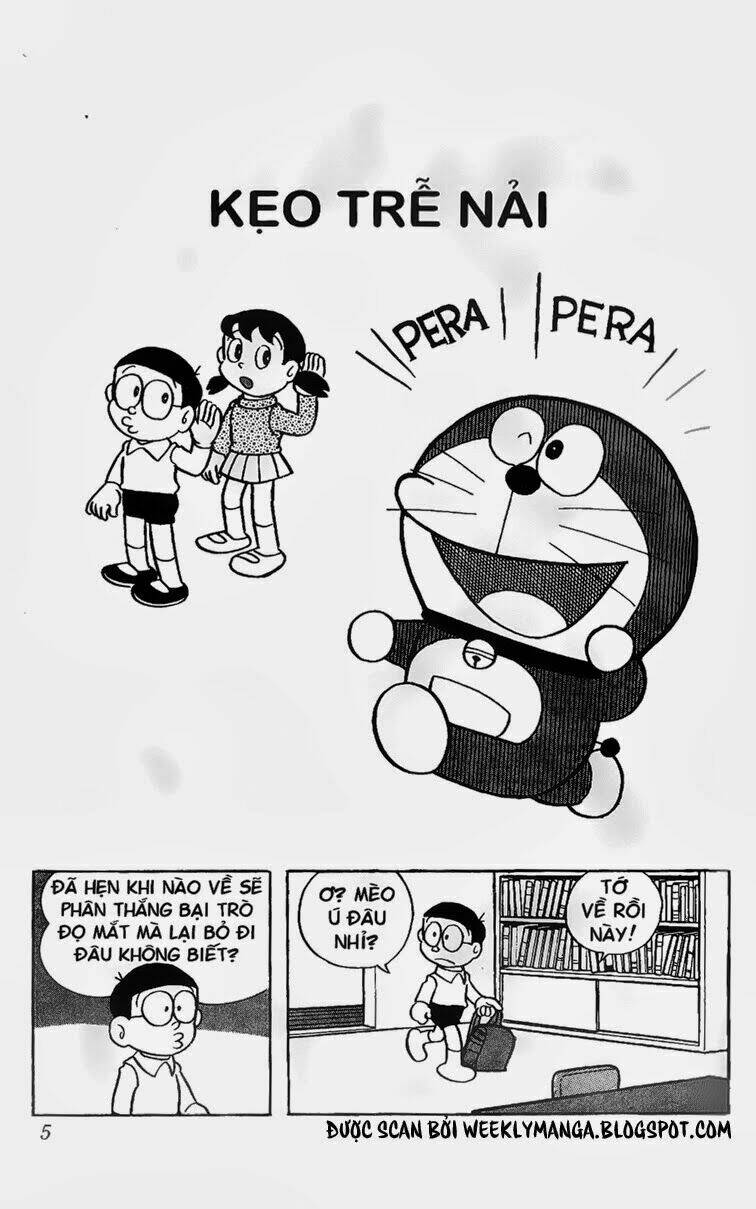 KẸO TRỄ NẢI
PERA
PERA
TỚ
VỀ RỒI
NÀY!
Ơ? MÈO
Ú ĐÂU
NHỈ?
ĐÃ HẸN KHI NÀO VỀ SẼ
PHÂN THẮNG BẠI TRÒ
ĐỌ MẮT MÀ LẠI BỎ ĐI
ĐÂU KHÔNG BIẾT?
5
ĐƯỢC SCAN BỞI WEEKLYMANGA.BLOGSPOT.COM